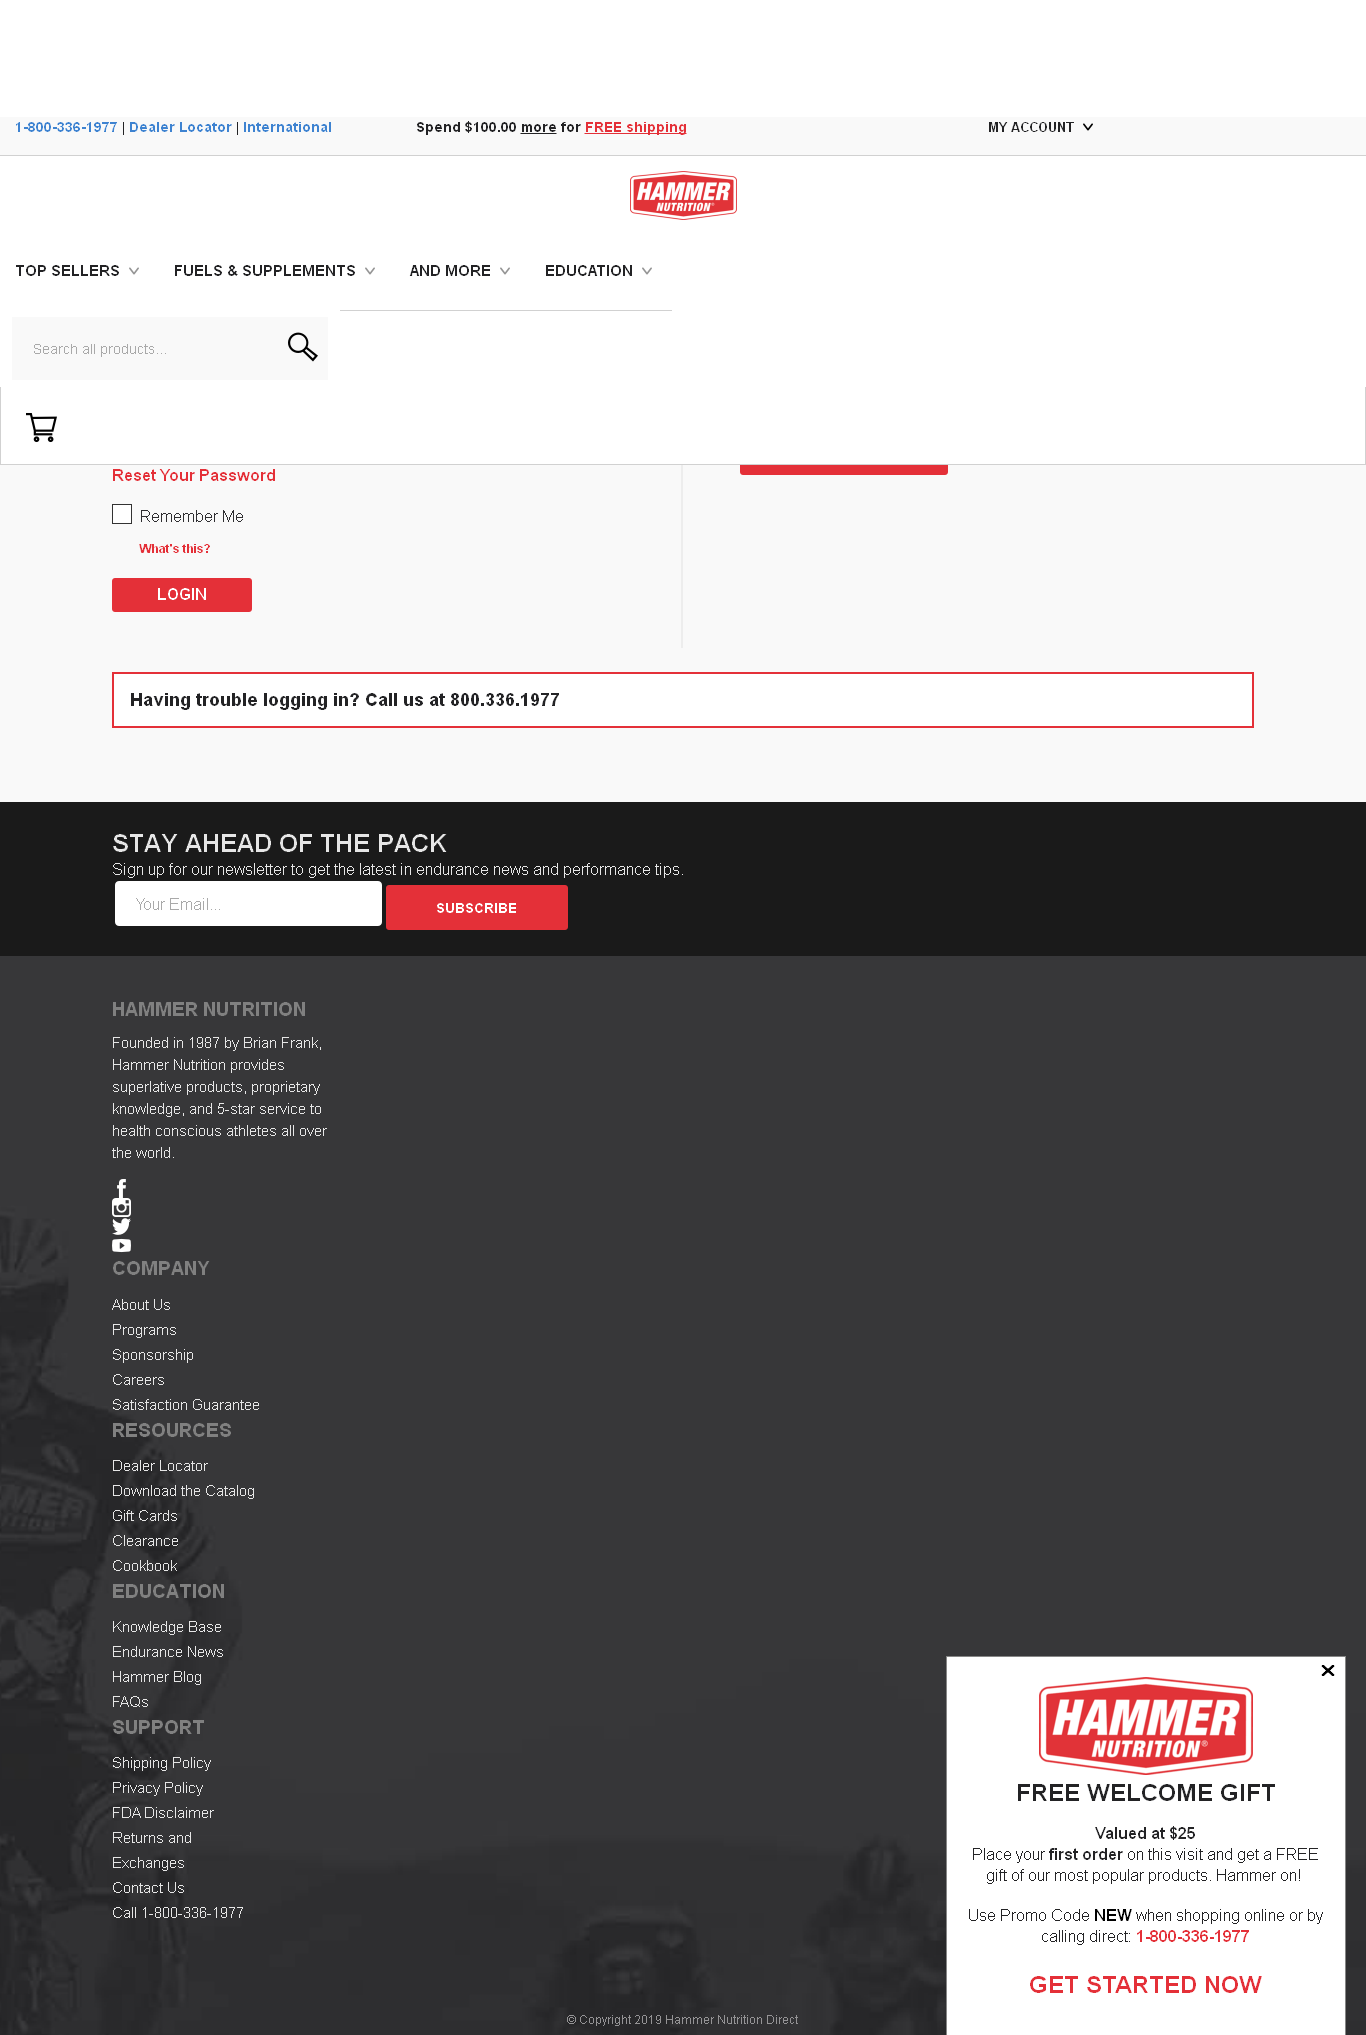 1-800-336-1977 | Dealer Locator | International
Spend $100.00 more for FREE shipping
MY ACCOUNT
HAMMER
NUTRITION
TOP SELLERS
FUELS & SUPPLEMENTS
AND MORE
EDUCATION
Search all products...
Reset Your Password
Remember Me
What's this?
LOGIN
Having trouble logging in? Call us at 800.336.1977
STAY AHEAD OF THE PACK
Sign up for our newsletter to get the latest in endurance news and performance tips.
Your Email...
SUBSCRIBE
HAMMER NUTRITION
Founded in 1987 by Brian Frank,
Hammer Nutrition provides
superlative products, proprietary
knowledge, and 5-star service to
health conscious athletes all over
the world.
COMPANY
About Us
Programs
Sponsorship
Careers
Satisfaction Guarantee
RESOURCES
Dealer Locator
Download the Catalog
Gift Cards
Clearance
Cookbook
EDUCATION
Knowledge Base
Endurance News
Hammer Blog
FAQs
SUPPORT
Shipping Policy
Privacy Policy
FDA Disclaimer
Returns and
Exchanges
Contact Us
Call 1-800-336-1977
HAMMER
NUTRITION®
FREE WELCOME GIFT
Valued at $25
Place your first order on this visit and get a FREE
gift of our most popular products. Hammer on!
Use Promo Code NEW when shopping online or by
calling direct: 1-800-336-1977
GET STARTED NOW
© Copyright 2019 Hammer Nutrition Direct